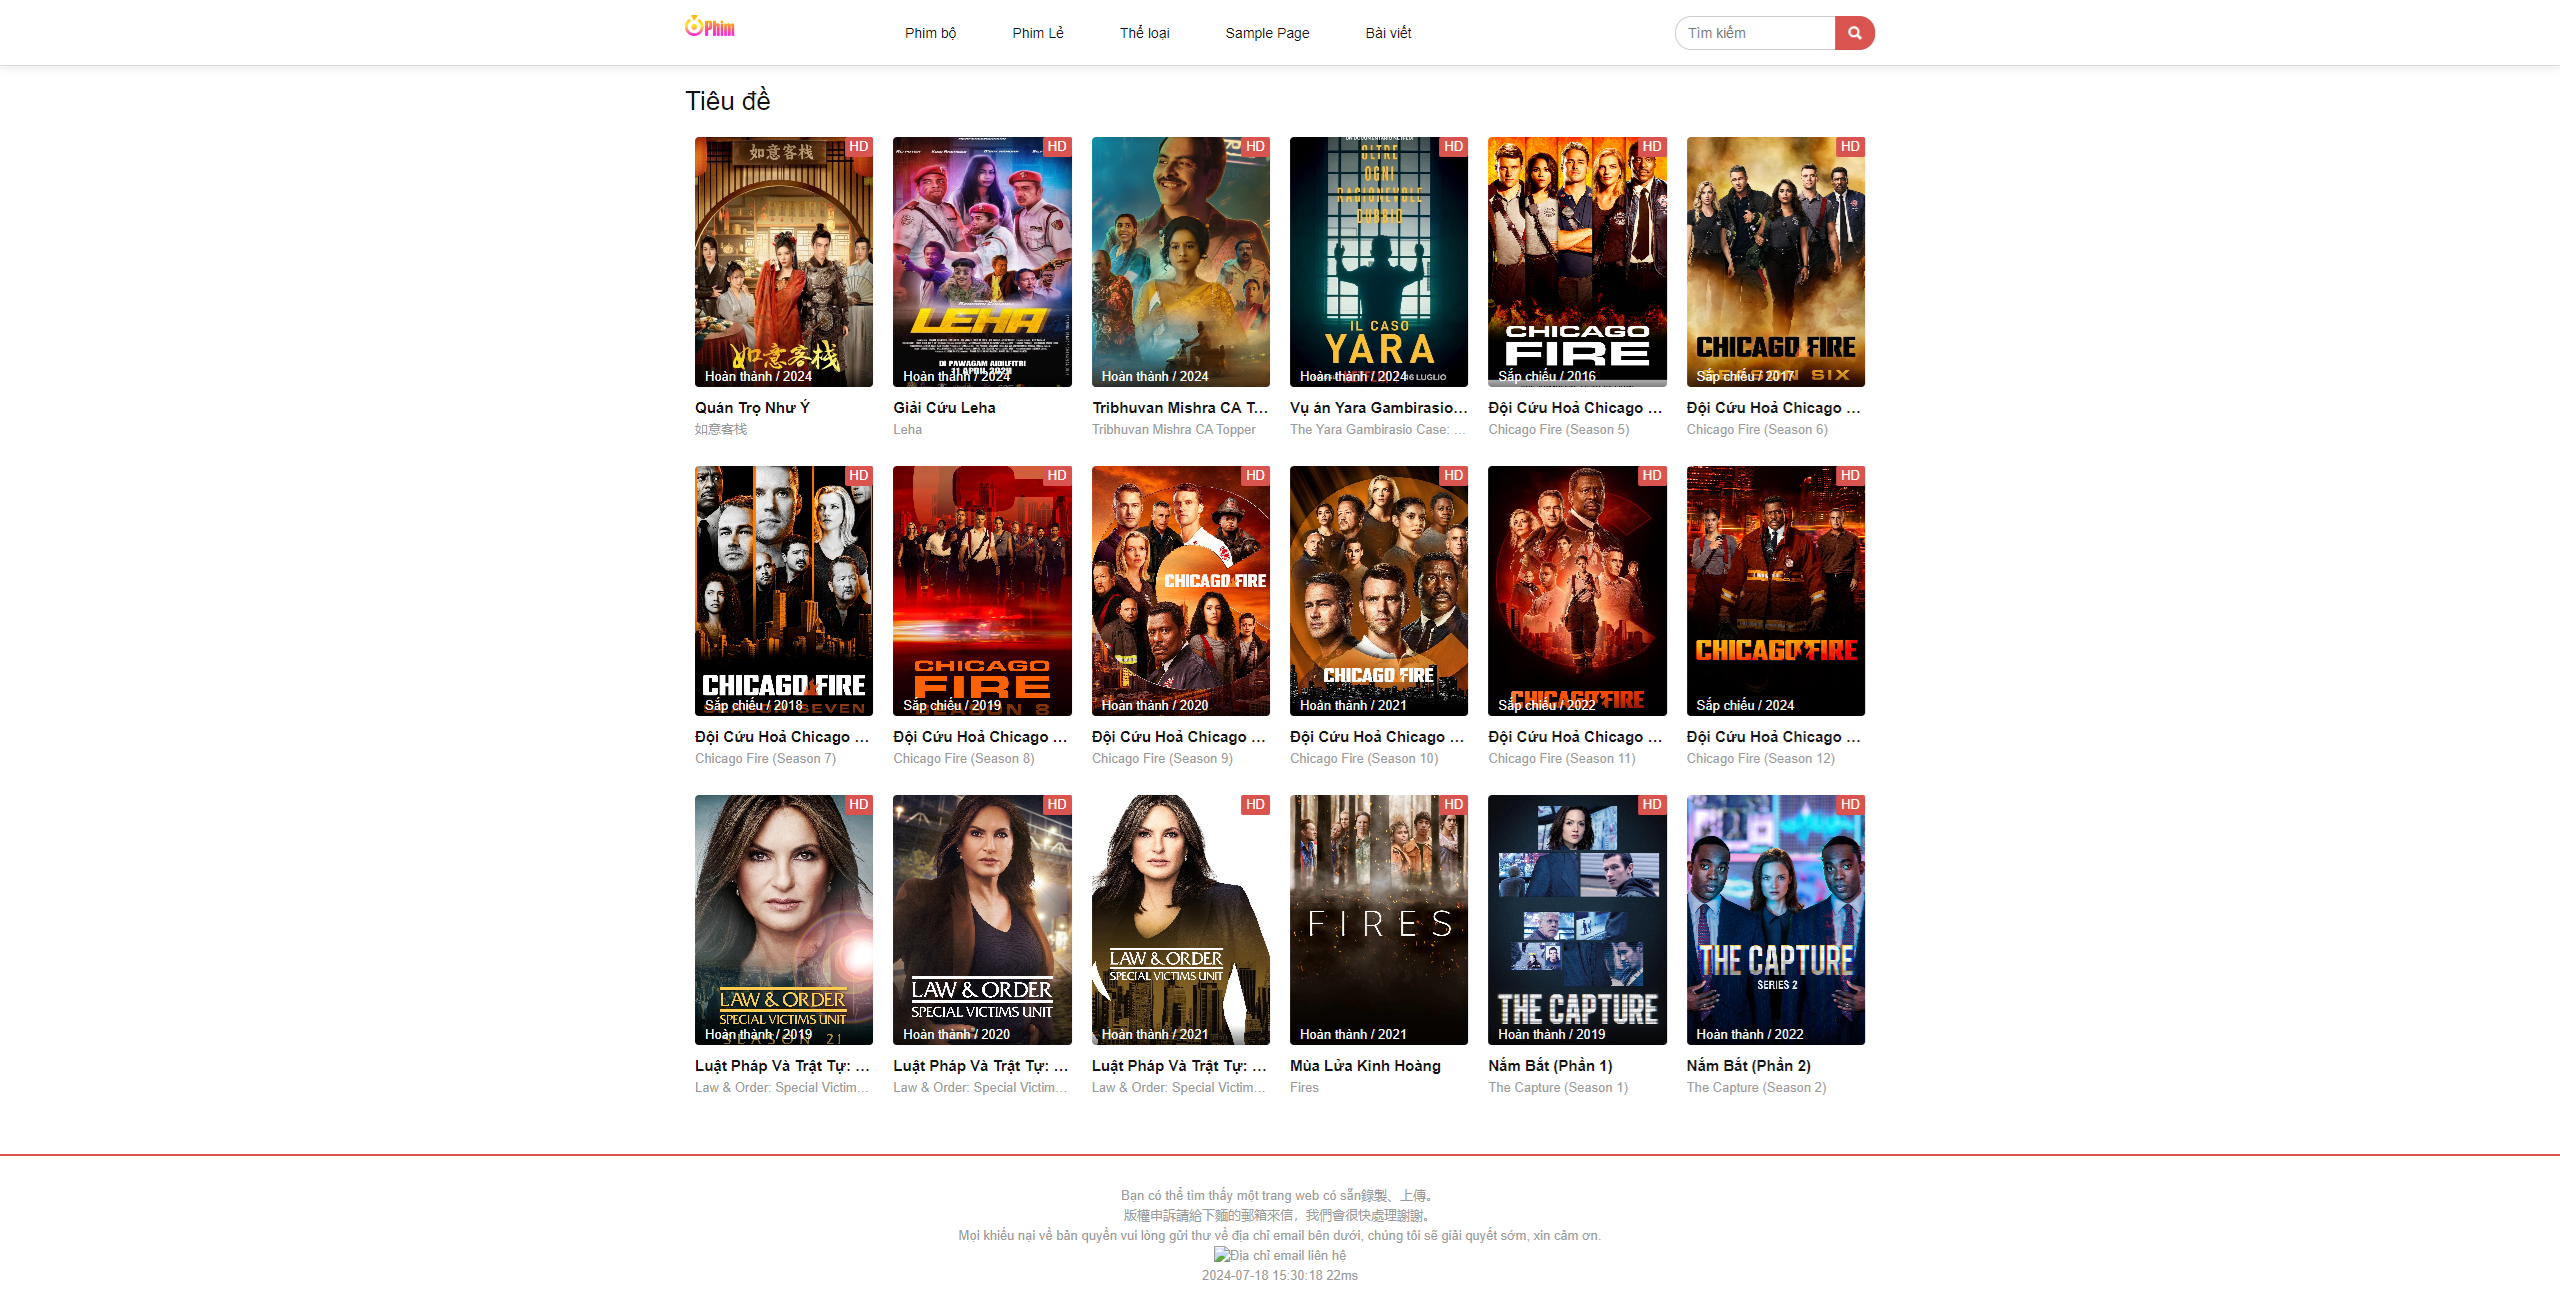 Phim
Phim bộ
Phim Lẻ
Thể loại
Sample Page
Bài viết
Tìm kiếm
Tiêu đề
HD
如意客栈
如意客栈
Hoàn thành / 2024
Quán Trọ Như Ý
如意客栈
HD
LEHA
DI PAWAGAM AIDILFITRI
Hoàn thành / 2024
Giải Cứu Leha
Leha
HD
Hoàn thành / 2024
Tribhuvan Mishra CA T...
Tribhuvan Mishra CA Topper
HD
OLTRE
OGNI
RAGIONEVOLE
DUBBIO
IL CASO
YARA
16 LUGLIO
Hoàn thành / 2024
Vụ án Yara Gambirasio...
The Yara Gambirasio Case: ...
HD
CHICAGO
FIRE
Sắp chiếu / 2016
Đội Cứu Hoả Chicago ...
Chicago Fire (Season 5)
HD
CHICAGO FIRE
SEASON SIX
Sắp chiếu / 2017
Đội Cứu Hoả Chicago ...
Chicago Fire (Season 6)
HD
CHICAGO FIRE
SEASON SEVEN
Sắp chiếu / 2018
Đội Cứu Hoả Chicago ...
Chicago Fire (Season 7)
HD
CHICAGO
FIRE
SEASON 8
Sắp chiếu / 2019
Đội Cứu Hoả Chicago ...
Chicago Fire (Season 8)
HD
CHICAGO FIRE
Hoàn thành / 2020
Đội Cứu Hoả Chicago ...
Chicago Fire (Season 9)
HD
CHICAGO FIRE
Hoàn thành / 2021
Đội Cứu Hoả Chicago ...
Chicago Fire (Season 10)
HD
CHICAGO FIRE
Sắp chiếu / 2022
Đội Cứu Hoả Chicago ...
Chicago Fire (Season 11)
HD
CHICAGO FIRE
Sắp chiếu / 2024
Đội Cứu Hoả Chicago ...
Chicago Fire (Season 12)
HD
LAW & ORDER
SPECIAL VICTIMS UNIT
SEASON 21
Hoàn thành / 2019
Luật Pháp Và Trật Tự: ...
Law & Order: Special Victim...
HD
LAW & ORDER
SPECIAL VICTIMS UNIT
Hoàn thành / 2020
Luật Pháp Và Trật Tự: ...
Law & Order: Special Victim...
HD
LAW & ORDER
SPECIAL VICTIMS UNIT
Hoàn thành / 2021
Luật Pháp Và Trật Tự: ...
Law & Order: Special Victim...
HD
FIRES
Hoàn thành / 2021
Mùa Lửa Kinh Hoàng
Fires
HD
THE CAPTURE
Hoàn thành / 2019
Nắm Bắt (Phần 1)
The Capture (Season 1)
HD
THE CAPTURE
SERIES 2
Hoàn thành / 2022
Nắm Bắt (Phần 2)
The Capture (Season 2)
Bạn có thể tìm thấy một trang web có sẵn錄製、上傳。
版權申訴請給下麵的郵箱來信，我們會很快處理謝謝。
Mọi khiếu nại về bản quyền vui lòng gửi thư về địa chỉ email bên dưới, chúng tôi sẽ giải quyết sớm, xin cảm ơn.
Địa chỉ email liên hệ
2024-07-18 15:30:18 22ms